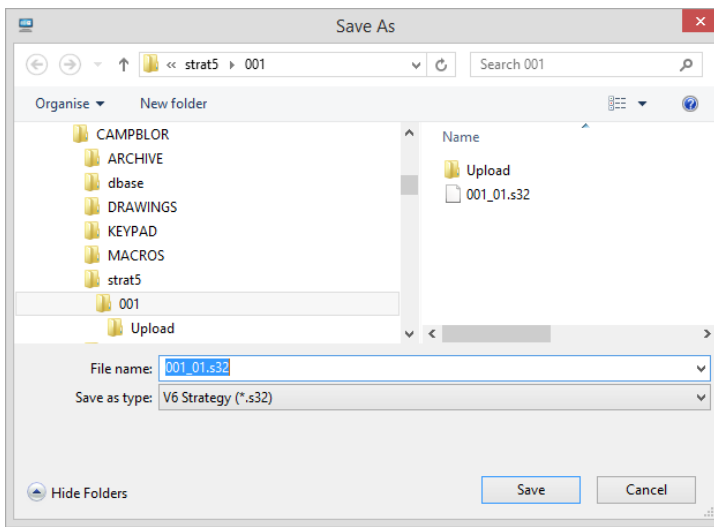 Save As
« strat5 › 001
Search 001
Organise
New folder
CAMPBLOR
ARCHIVE
dbase
DRAWINGS
KEYPAD
MACROS
strat5
001
Upload
Name
Upload
001_01.s32
File name: 001_01.s32
Save as type: V6 Strategy (*.s32)
Hide Folders
Save
Cancel